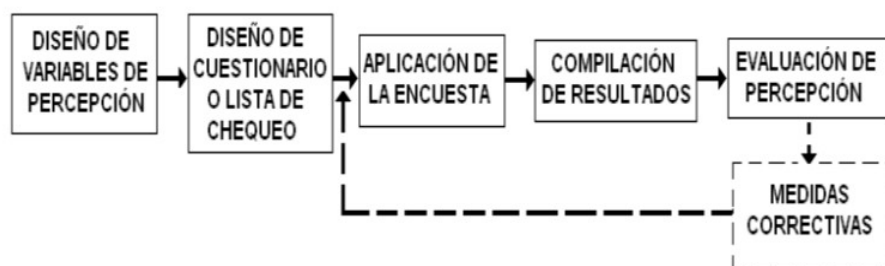 DISEÑO DE
VARIABLES DE
PERCEPCIÓN
DISEÑO DE
CUESTIONARIO
O LISTA DE
CHEQUEO
APLICACIÓN DE
LA ENCUESTA
COMPILACIÓN
DE RESULTADOS
EVALUACIÓN DE
PERCEPCIÓN
MEDIDAS
CORRECTIVAS